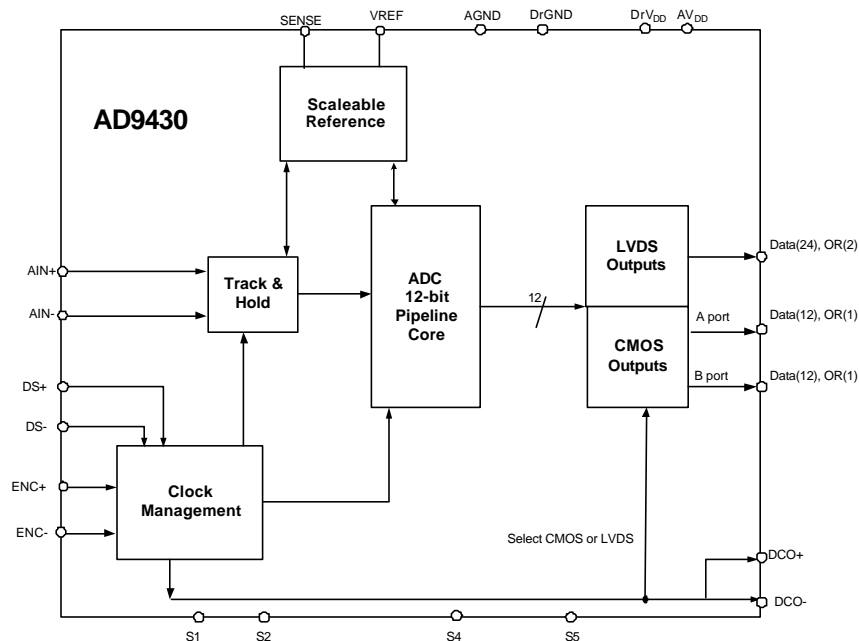 SENSE
VREF
AGND
DrGND
DrVDD
AVDD
AD9430
Scaleable
Reference
AIN+
AIN-
Track &
Hold
ADC
12-bit
Pipeline
Core
12
LVDS
Outputs
Data(24), OR(2)
CMOS
Outputs
A port
Data(12), OR(1)
B port
Data(12), OR(1)
DS+
DS-
ENC+
ENC-
Clock
Management
Select CMOS or LVDS
DCO+
DCO-
S1
S2
S4
S5